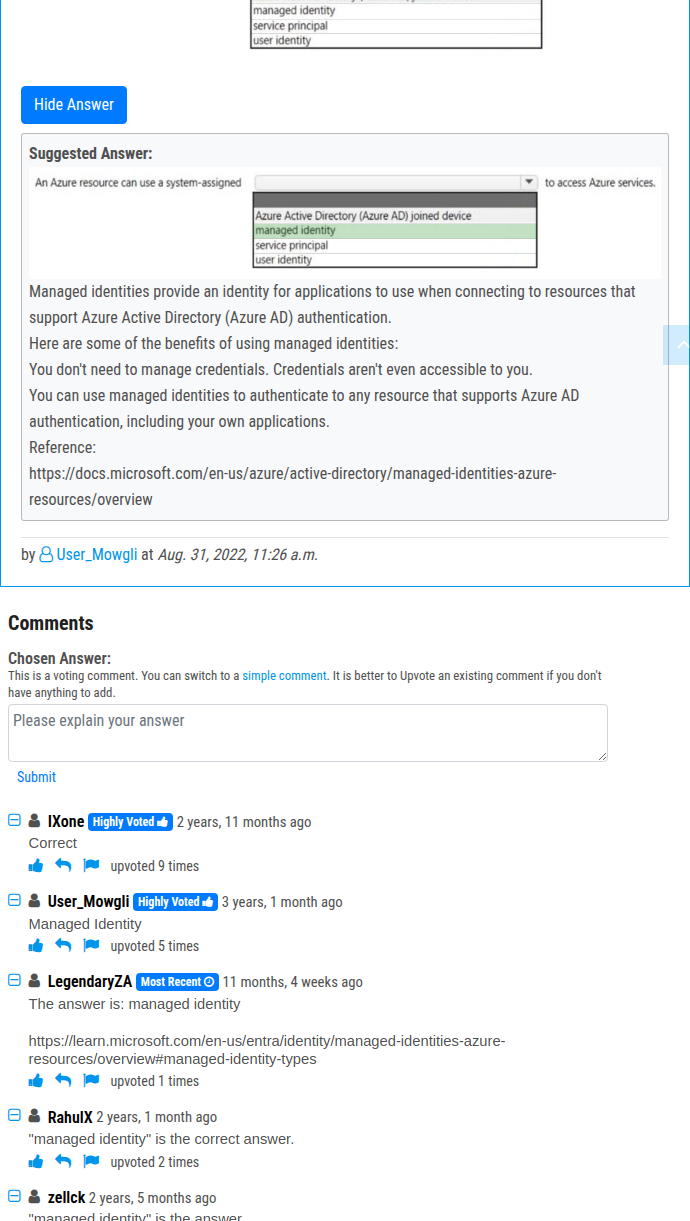 managed identity
service principal
user identity
Hide Answer
Suggested Answer:
An Azure resource can use a system-assigned
to access Azure services.
Azure Active Directory (Azure AD) joined device
managed identity
service principal
user identity
Managed identities provide an identity for applications to use when connecting to resources that
support Azure Active Directory (Azure AD) authentication.
Here are some of the benefits of using managed identities:
You don't need to manage credentials. Credentials aren't even accessible to you.
You can use managed identities to authenticate to any resource that supports Azure AD
authentication, including your own applications.
Reference:
https://docs.microsoft.com/en-us/azure/active-directory/managed-identities-azure-
resources/overview
by User_Mowgli at Aug. 31, 2022, 11:26 a.m.
Comments
Chosen Answer:
This is a voting comment. You can switch to a simple comment. It is better to Upvote an existing comment if you don't
have anything to add.
Please explain your answer
Submit
IXone Highly Voted 2 years, 11 months ago
Correct
upvoted 9 times
User_Mowgli Highly Voted 3 years, 1 month ago
Managed Identity
upvoted 5 times
LegendaryZA Most Recent 11 months, 4 weeks ago
The answer is: managed identity
https://learn.microsoft.com/en-us/entra/identity/managed-identities-azure-
resources/overview#managed-identity-types
upvoted 1 times
RahulX 2 years, 1 month ago
"managed identity" is the correct answer.
upvoted 2 times
zellck 2 years, 5 months ago
"managed identity" is the answer.